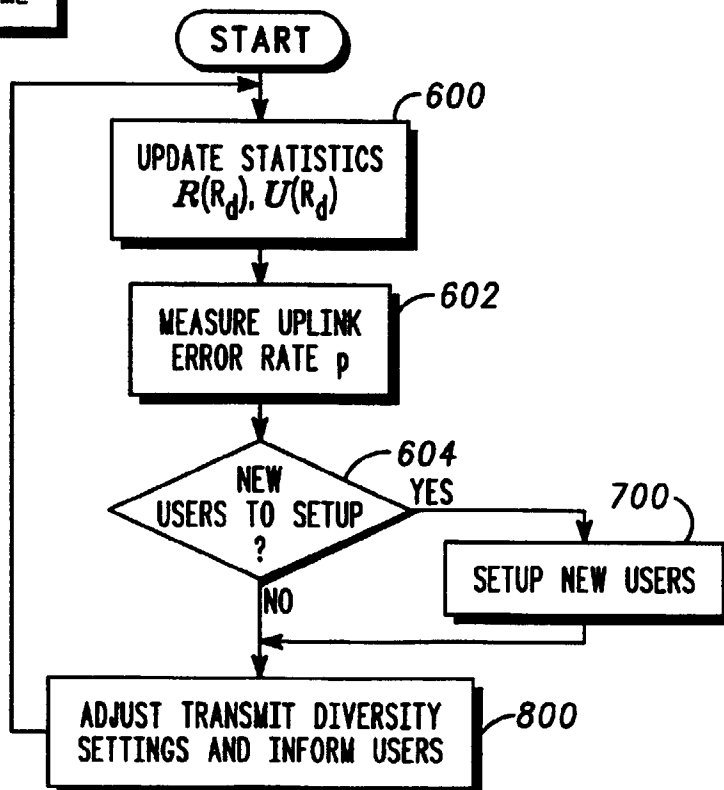 START
600
UPDATE STATISTICS
R(Rd), U(Rd)
602
MEASURE UPLINK
ERROR RATE p
604
NEW
USERS TO SETUP
?
YES
700
SETUP NEW USERS
NO
ADJUST TRANSMIT DIVERSITY
SETTINGS AND INFORM USERS
800